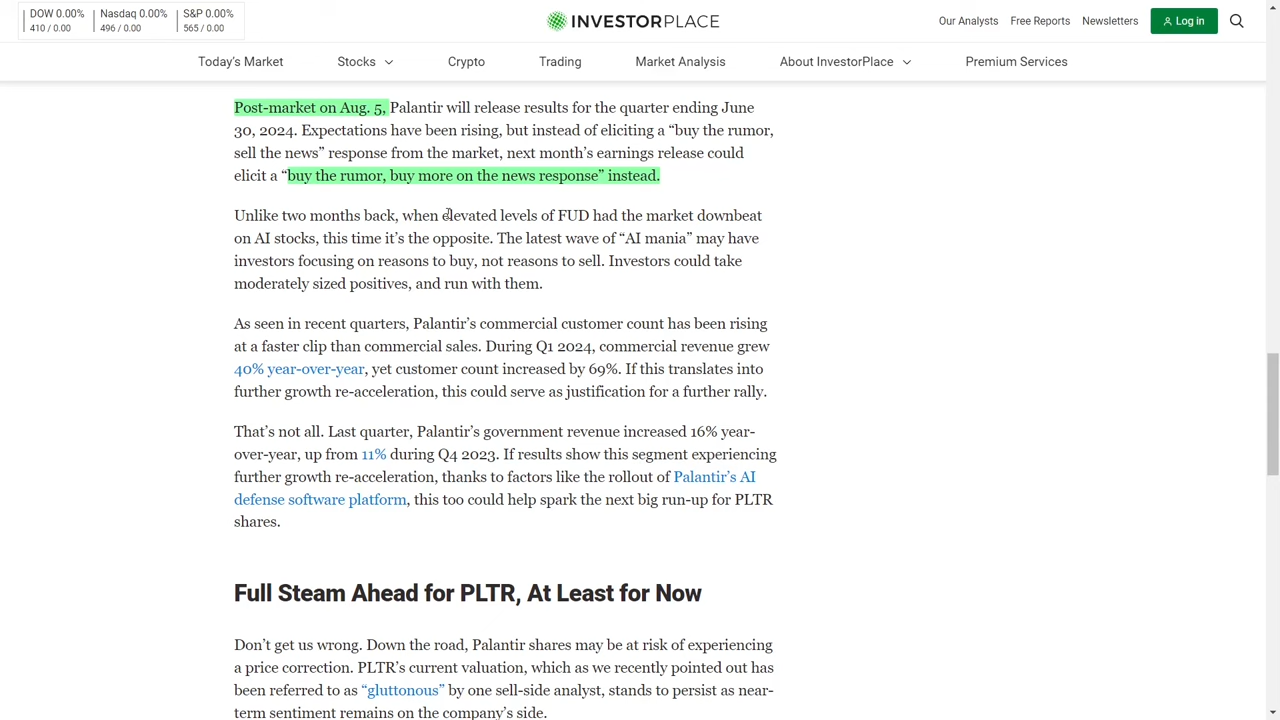 DOW 0.00% Nasdaq 0.00% S&P 0.00%
410 / 0.00 496 / 0.00 565 / 0.00
INVESTORPLACE
Our Analysts Free Reports Newsletters Log in
Today's Market Stocks Crypto Trading Market Analysis About InvestorPlace Premium Services
Post-market on Aug. 5, Palantir will release results for the quarter ending June
30, 2024. Expectations have been rising, but instead of eliciting a “buy the rumor,
sell the news” response from the market, next month’s earnings release could
elicit a “buy the rumor, buy more on the news response” instead.
Unlike two months back, when elevated levels of FUD had the market downbeat
on AI stocks, this time it’s the opposite. The latest wave of “AI mania” may have
investors focusing on reasons to buy, not reasons to sell. Investors could take
moderately sized positives, and run with them.
As seen in recent quarters, Palantir’s commercial customer count has been rising
at a faster clip than commercial sales. During Q1 2024, commercial revenue grew
40% year-over-year, yet customer count increased by 69%. If this translates into
further growth re-acceleration, this could serve as justification for a further rally.
That’s not all. Last quarter, Palantir’s government revenue increased 16% year-
over-year, up from 11% during Q4 2023. If results show this segment experiencing
further growth re-acceleration, thanks to factors like the rollout of Palantir’s AI
defense software platform, this too could help spark the next big run-up for PLTR
shares.
Full Steam Ahead for PLTR, At Least for Now
Don’t get us wrong. Down the road, Palantir shares may be at risk of experiencing
a price correction. PLTR’s current valuation, which as we recently pointed out has
been referred to as “gluttonous” by one sell-side analyst, stands to persist as near-
term sentiment remains on the company’s side.